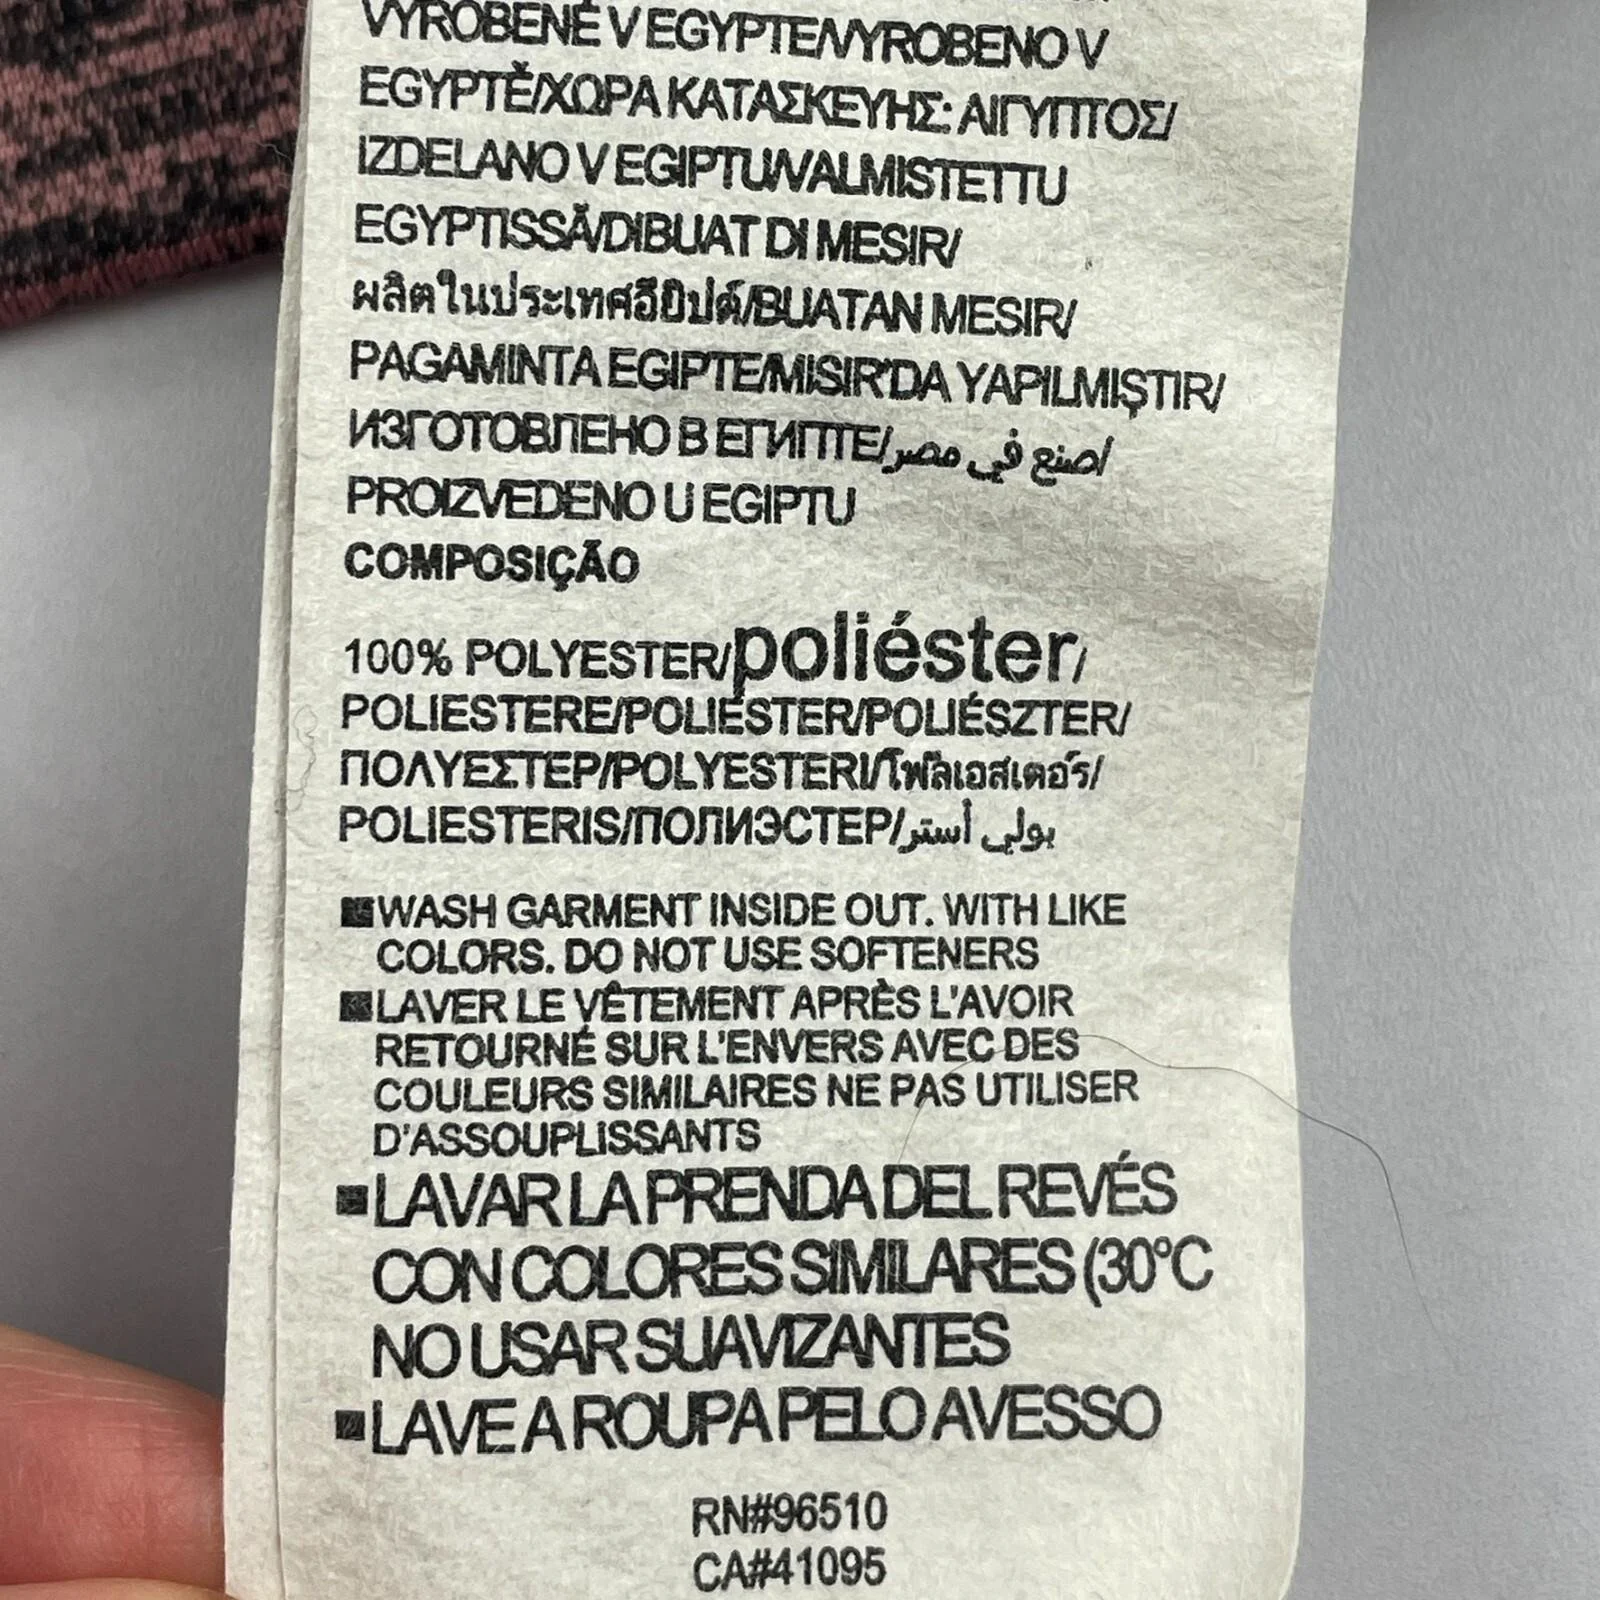 VYROBENÉ V EGYPTE/VYROBENO V
EGYPTĚ/ΧΩΡΑ ΚΑΤΑΣΚΕΥΗΣ: ΑΙΓΥΠΤΟΣ/
IZDELANO V EGIPTU/VALMISTETTU
EGYPTISSÄ/DIBUAT DI MESIR/
ผลิตในประเทศอียิปต์/BUATAN MESIR/
PAGAMINTA EGIPTE/MISIR'DA YAPILMIŞTIR/
ИЗГОТОВЛЕНО В ЕГИПТЕ/صنع في مصر/
PROIZVEDENO U EGIPTU
COMPOSIÇÃO
100% POLYESTER/poliéster/
POLIESTERE/POLIÉSTER/POLIÉSZTER/
ΠΟΛΥΕΣΤΕΡ/POLYESTERI/โพลีเอสเตอร์/
POLIESTERIS/ПОЛИЭСТЕР/بولي أستر
■WASH GARMENT INSIDE OUT. WITH LIKE
COLORS. DO NOT USE SOFTENERS
■LAVER LE VÊTEMENT APRÈS L'AVOIR
RETOURNÉ SUR L'ENVERS AVEC DES
COULEURS SIMILAIRES NE PAS UTILISER
D'ASSOUPLISSANTS
■LAVAR LA PRENDA DEL REVÉS
CON COLORES SIMILARES (30°C
NO USAR SUAVIZANTES
■LAVE A ROUPA PELO AVESSO
RN#96510
CA#41095